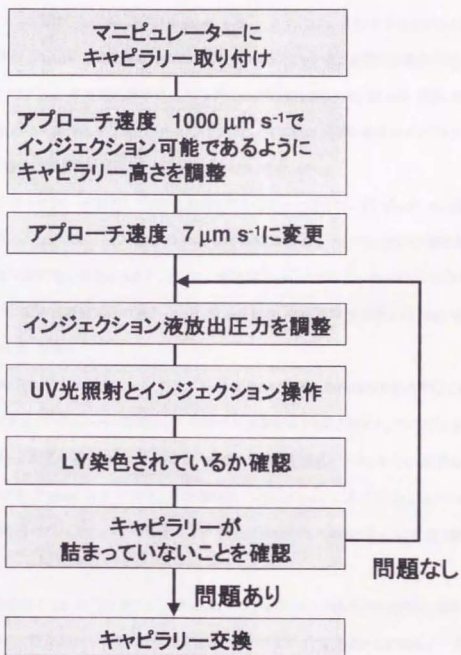 マニピュレーターに
キャピラリー取り付け
アプローチ速度 1000 μm s⁻¹で
インジェクション可能であるように
キャピラリー高さを調整
アプローチ速度 7 μm s⁻¹に変更
インジェクション液放出圧力を調整
UV光照射とインジェクション操作
LY染色されているか確認
キャピラリーが
詰まっていないことを確認
問題なし
問題あり
キャピラリー交換